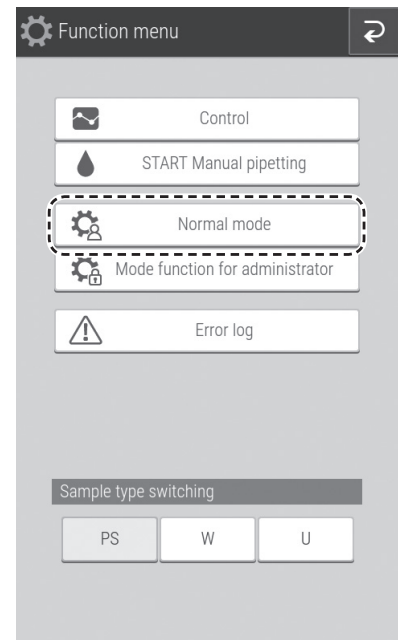 Function menu
Control
START Manual pipetting
Normal mode
Mode function for administrator
Error log
Sample type switching
PS
W
U